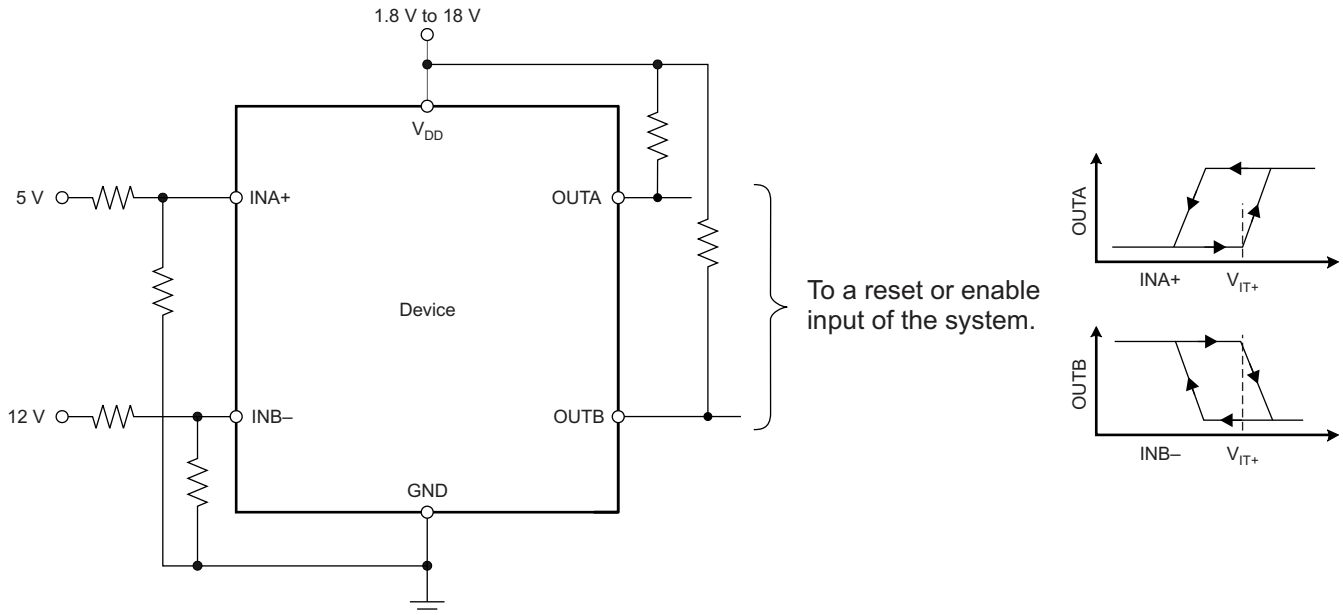 1.8 V to 18 V
V_DD
5 V
INA+
OUTA
Device
To a reset or enable
input of the system.
12 V
INB–
OUTB
GND
OUTA
INA+
V_IT+
OUTB
INB–
V_IT+